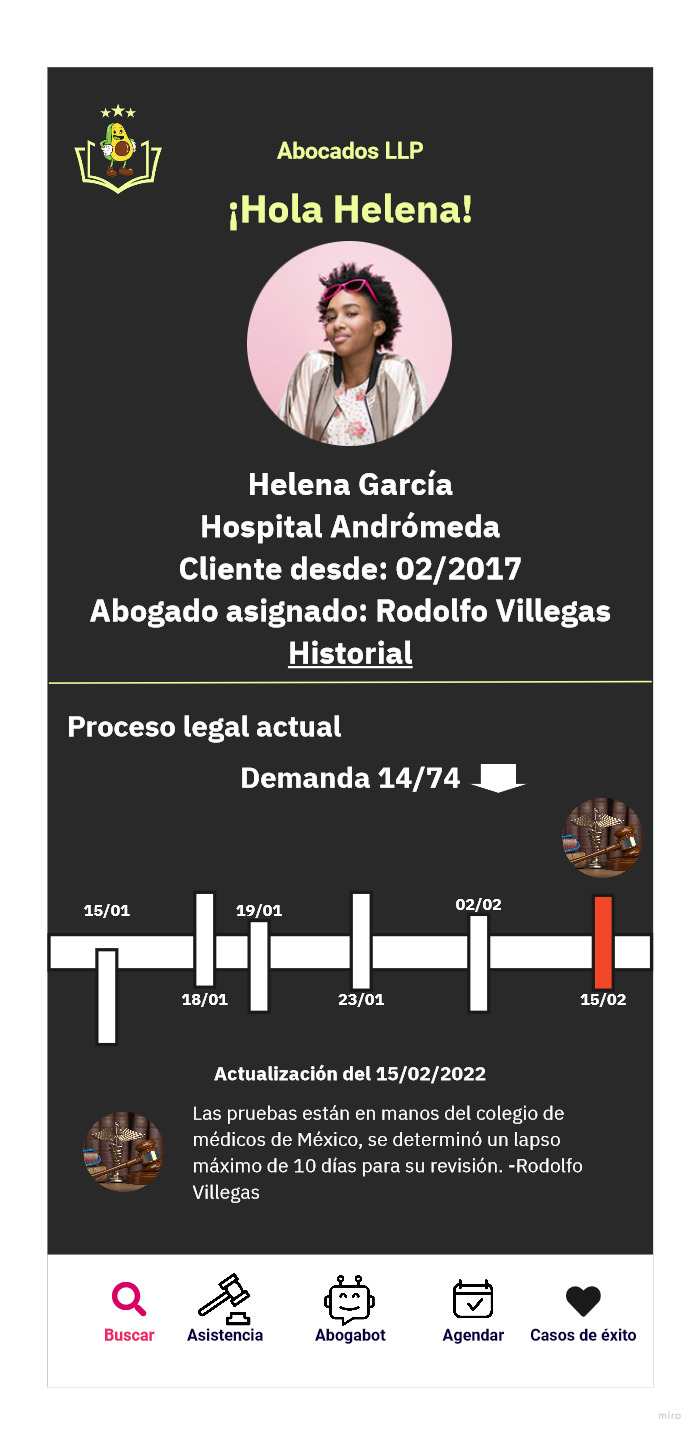 Abocados LLP
¡Hola Helena!
Helena García
Hospital Andrómeda
Cliente desde: 02/2017
Abogado asignado: Rodolfo Villegas
Historial
Proceso legal actual
Demanda 14/74
15/01
18/01
19/01
23/01
02/02
15/02
Actualización del 15/02/2022
Las pruebas están en manos del colegio de
médicos de México, se determinó un lapso
máximo de 10 días para su revisión. -Rodolfo
Villegas
Buscar
Asistencia
Abogabot
Agendar
Casos de éxito
miro